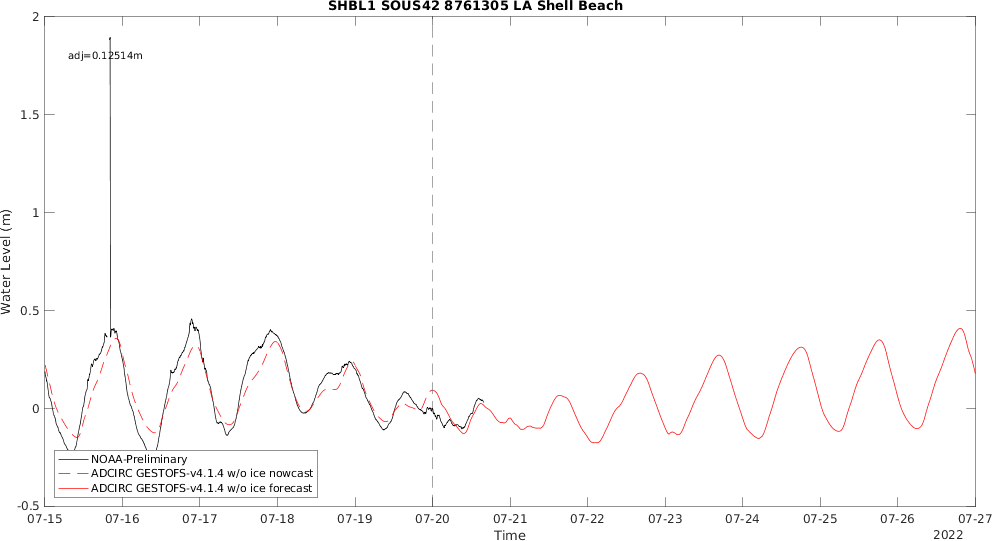 SHBL1 SOUS42 8761305 LA Shell Beach
adj=0.12514m
2
1.5
1
0.5
0
-0.5
Water Level (m)
NOAA-Preliminary
ADCIRC GESTOFS-v4.1.4 w/o ice nowcast
ADCIRC GESTOFS-v4.1.4 w/o ice forecast
07-15 07-16 07-17 07-18 07-19 07-20 07-21 07-22 07-23 07-24 07-25 07-26 07-27
Time
2022